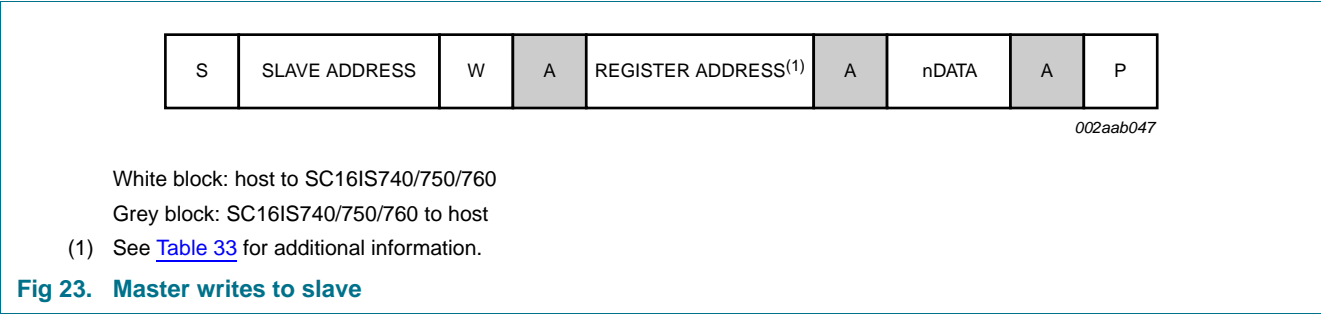 S SLAVE ADDRESS W A REGISTER ADDRESS(1) A nDATA A P
002aab047
White block: host to SC16IS740/750/760
Grey block: SC16IS740/750/760 to host
(1) See Table 33 for additional information.
Fig 23. Master writes to slave